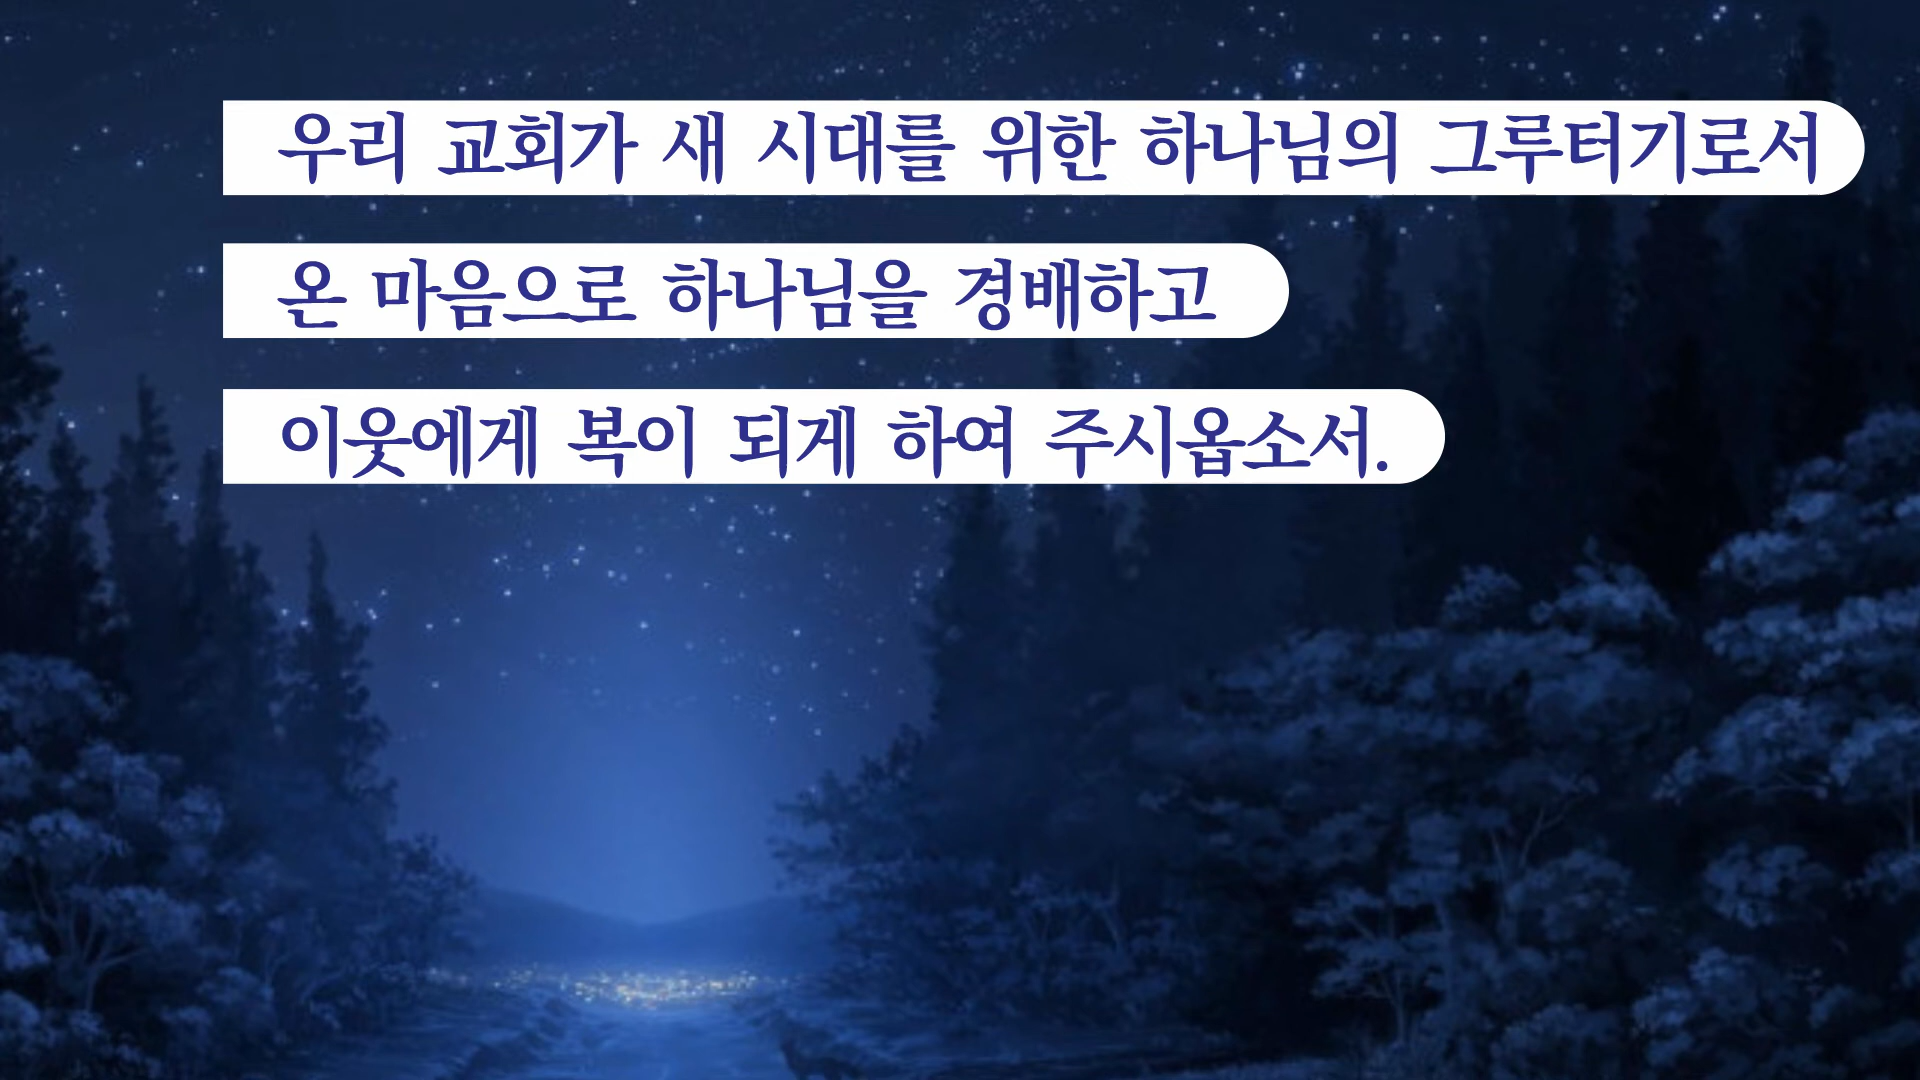 우리 교회가 새 시대를 위한 하나님의 그루터기로서
온 마음으로 하나님을 경배하고
이웃에게 복이 되게 하여 주시옵소서.